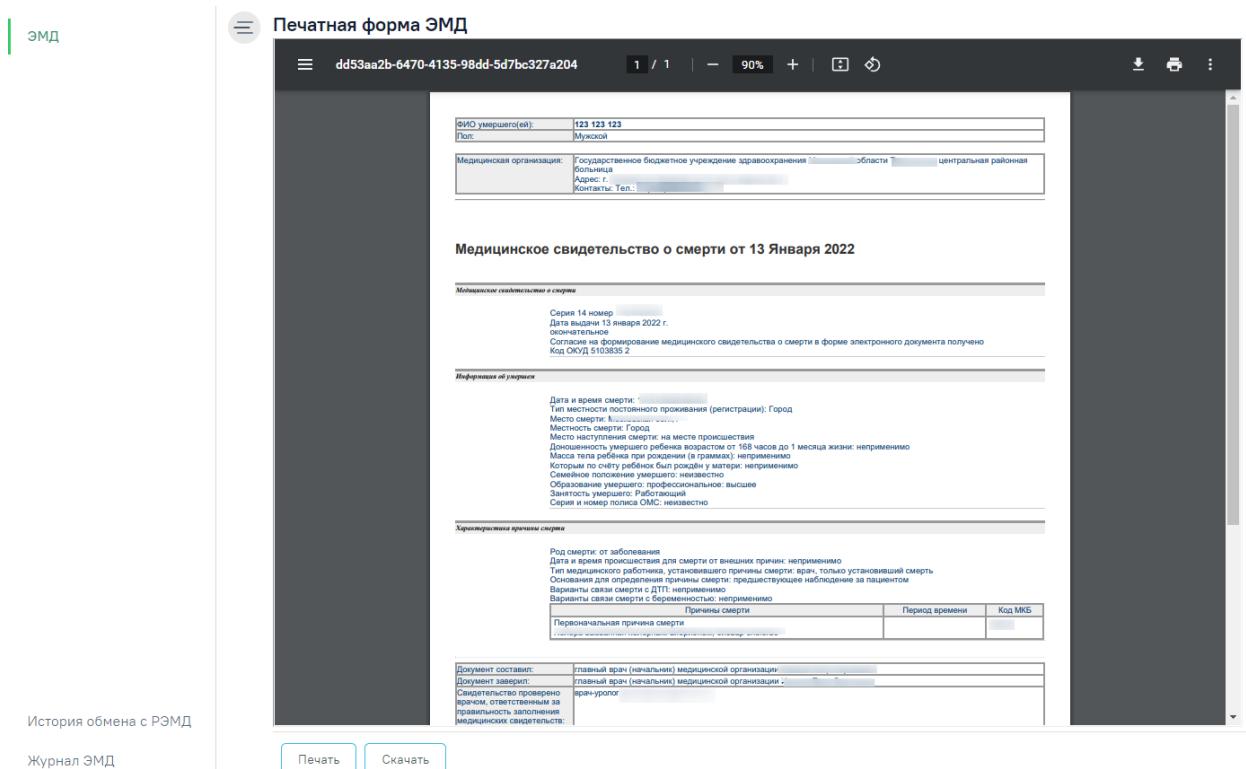 ЭМД
Печатная форма ЭМД
dd53aa2b-6470-4135-98dd-5d7bc327a204
1 / 1
90%
ФИО умершего(ей): 123 123 123
Пол: Мужской
Медицинская организация: Государственное бюджетное учреждение здравоохранения области центральная районная
больница
Адрес: г.
Контакты: Тел.:
Медицинское свидетельство о смерти от 13 Января 2022
Медицинское свидетельство о смерти
Серия 14 номер
Дата выдачи 13 января 2022 г.
окончательное
Согласие на формирование медицинского свидетельства о смерти в форме электронного документа получено
Код ОКУД 5103835 2
Информация об умершем
Дата и время смерти:
Тип местности постоянного проживания (регистрации): Город
Место смерти:
Местность смерти: Город
Место наступления смерти: на месте происшествия
Доношенность умершего ребенка возрастом от 168 часов до 1 месяца жизни: неприменимо
Масса тела ребёнка при рождении (в граммах): неприменимо
Которым по счёту ребёнок был рождён у матери: неприменимо
Семейное положение умершего: неизвестно
Образование умершего: профессиональное: высшее
Занятость умершего: Работающий
Серия и номер полиса ОМС: неизвестно
Характеристика причины смерти
Род смерти: от заболевания
Дата и время происшествия для смерти от внешних причин: неприменимо
Тип медицинского работника, установившего причины смерти: врач, только установивший смерть
Основания для определения причины смерти: предшествующее наблюдение за пациентом
Варианты связи смерти с ДТП: неприменимо
Варианты связи смерти с беременностью: неприменимо
Причины смерти Период времени Код МКБ
Первоначальная причина смерти
Документ составил: главный врач (начальник) медицинской организации
Документ заверил: главный врач (начальник) медицинской организации
Свидетельство проверено врач-уролог
врачом, ответственным за
правильность заполнения
медицинских свидетельств:
История обмена с РЭМД
Журнал ЭМД
Печать
Скачать